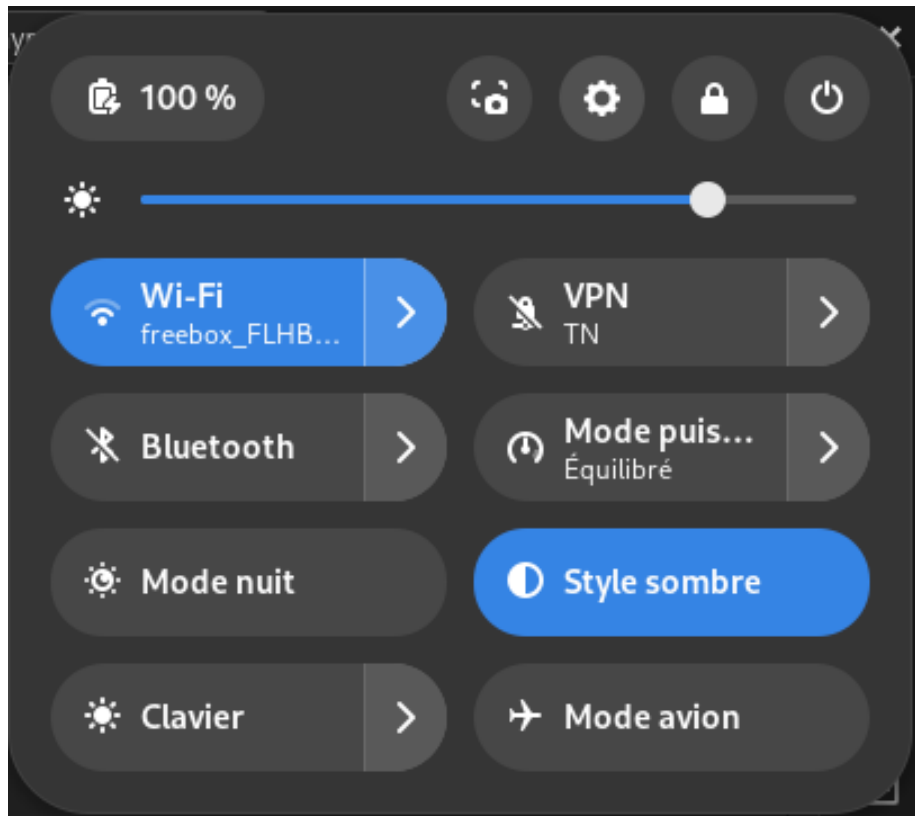 100 %
Wi-Fi
freebox_FLHB...
VPN
TN
Bluetooth
Mode puis...
Équilibré
Mode nuit
Style sombre
Clavier
Mode avion